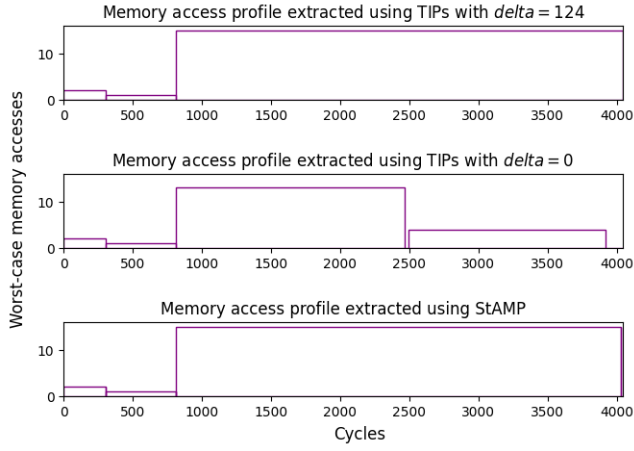 Memory access profile extracted using TIPs with delta = 124
10
0
0 500 1000 1500 2000 2500 3000 3500 4000
Memory access profile extracted using TIPs with delta = 0
10
0
0 500 1000 1500 2000 2500 3000 3500 4000
Worst-case memory accesses
Memory access profile extracted using StAMP
10
0
0 500 1000 1500 2000 2500 3000 3500 4000
Cycles